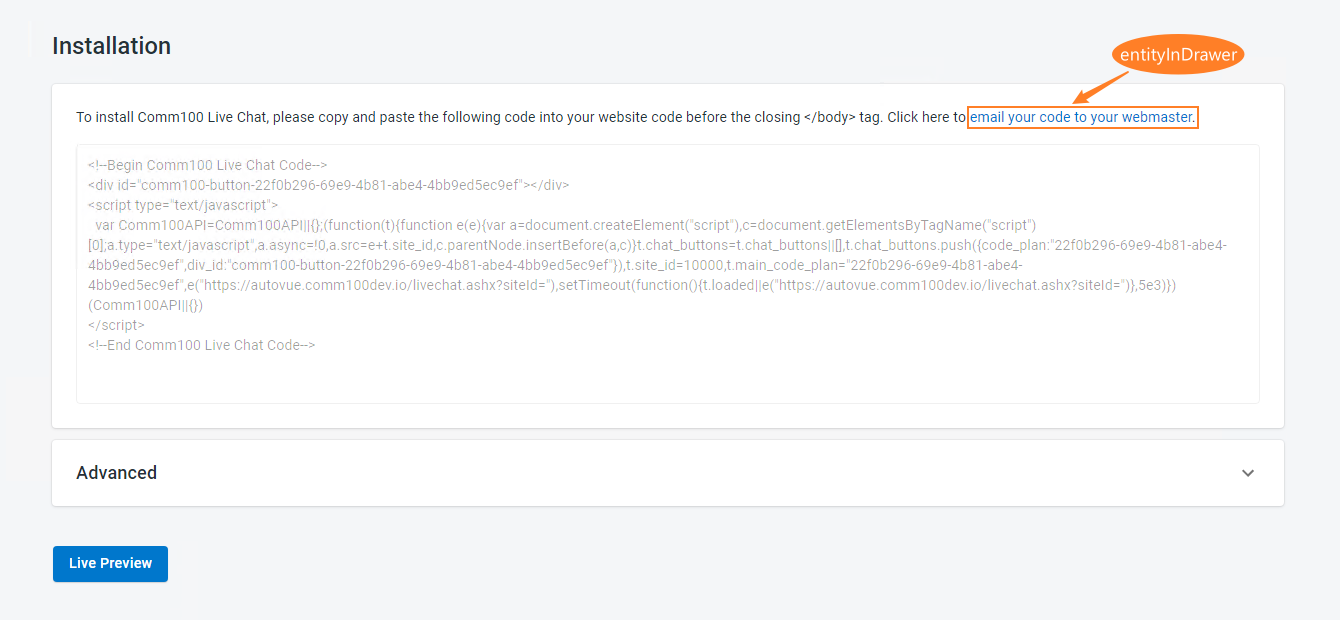 Installation
entityInDrawer
To install Comm100 Live Chat, please copy and paste the following code into your website code before the closing </body> tag. Click here to email your code to your webmaster.
<!--Begin Comm100 Live Chat Code-->
<div id="comm100-button-22f0b296-69e9-4b81-abe4-4bb9ed5ec9ef"></div>
<script type="text/javascript">
var Comm100API=Comm100API||{};(function(t){function e(e){var a=document.createElement("script"),c=document.getElementsByTagName("script")
[0];a.type="text/javascript",a.async=!0,a.src=e+t.site_id,c.parentNode.insertBefore(a,c)}t.chat_buttons=t.chat_buttons||[],t.chat_buttons.push({code_plan:"22f0b296-69e9-4b81-abe4-
4bb9ed5ec9ef",div_id:"comm100-button-22f0b296-69e9-4b81-abe4-4bb9ed5ec9ef"}),t.site_id=10000,t.main_code_plan="22f0b296-69e9-4b81-abe4-
4bb9ed5ec9ef",e("https://autovue.comm100dev.io/livechat.ashx?siteId="),setTimeout(function(){t.loaded||e("https://autovue.comm100dev.io/livechat.ashx?siteId=")},5e3)})
(Comm100API||{})
</script>
<!--End Comm100 Live Chat Code-->
Advanced
Live Preview